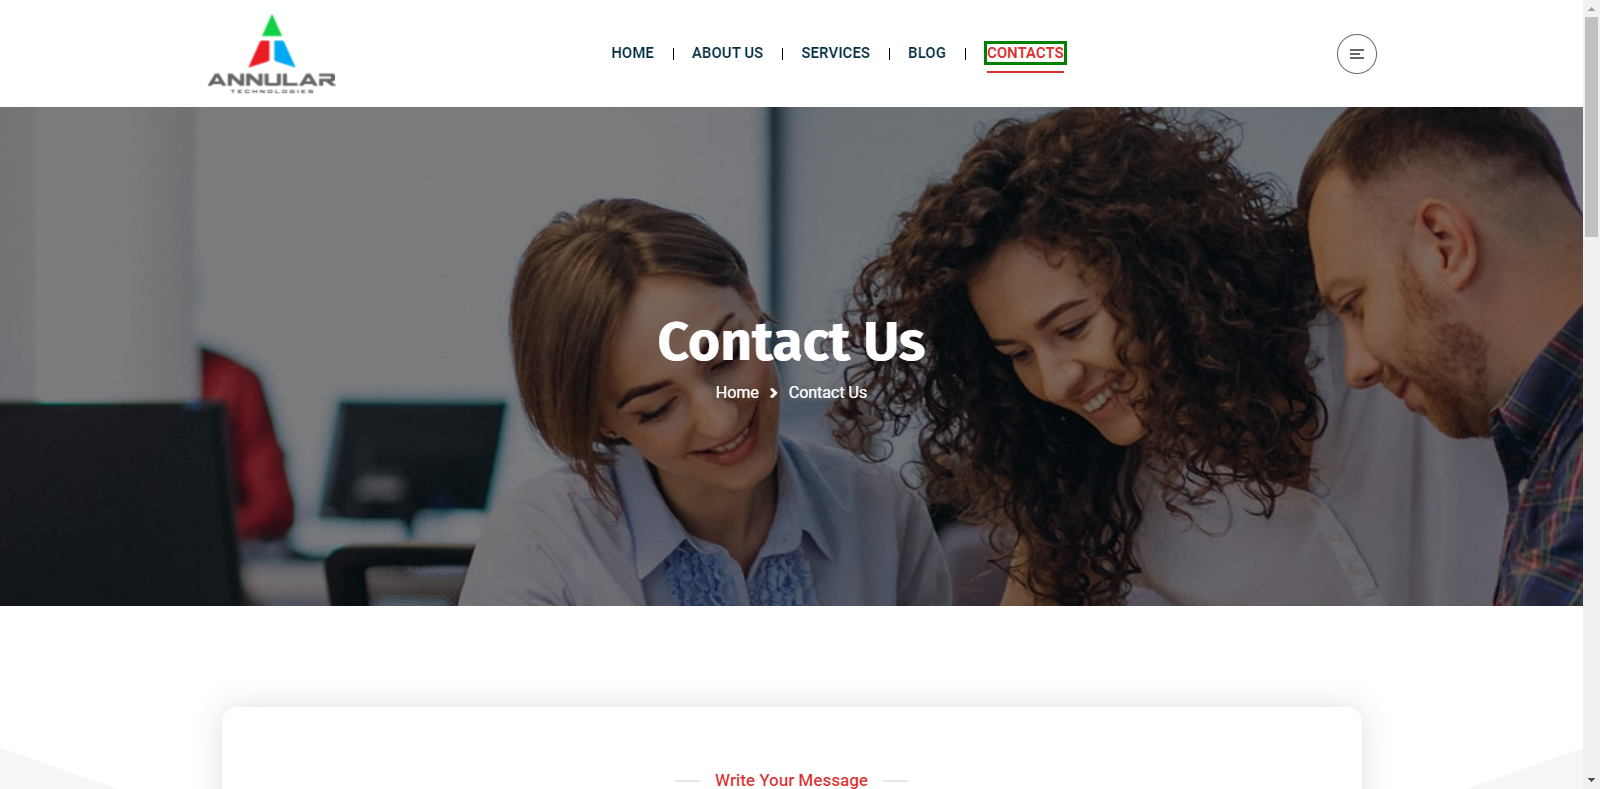 ANNULAR
TECHNOLOGIES
HOME
ABOUT US
SERVICES
BLOG
CONTACTS
Contact Us
Home
Contact Us
Write Your Message